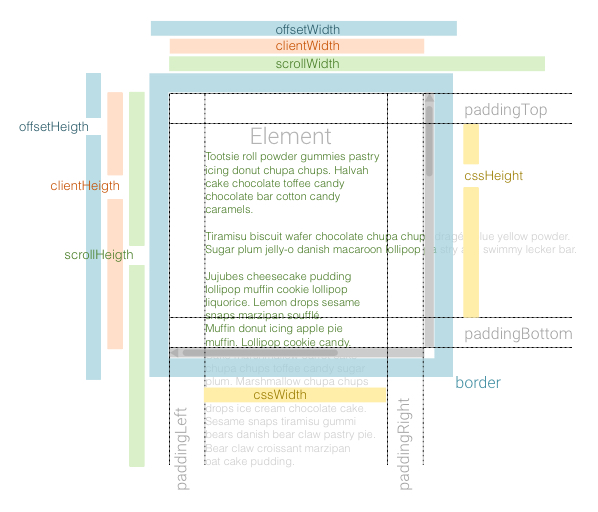 offsetWidth
clientWidth
scrollWidth
offsetHeigth
clientHeigth
scrollHeigth
paddingTop
cssHeight
paddingBottom
border
Element
Tootsie roll powder gummies pastry
icing donut chupa chups. Halvah
cake chocolate toffee candy
chocolate bar cotton candy
caramels.
Tiramisu biscuit wafer chocolate chupa chups yellow powder.
Sugar plum jelly-o danish macaroon lollipop swimmy lecker bar.
Jujubes cheesecake pudding
lollipop muffin cookie lollipop
liquorice. Lemon drops sesame
snaps marzipan soufflé.
Muffin donut icing apple pie
muffin. Lollipop cookie candy.
chupa chups toffee candy sugar
plum. Marshmallow chupa chups
cssWidth
drops ice cream chocolate cake.
Sesame snaps tiramisu gummi
bears danish bear claw pastry pie.
Bear claw croissant marzipan
oat cake pudding.
paddingLeft
paddingRight